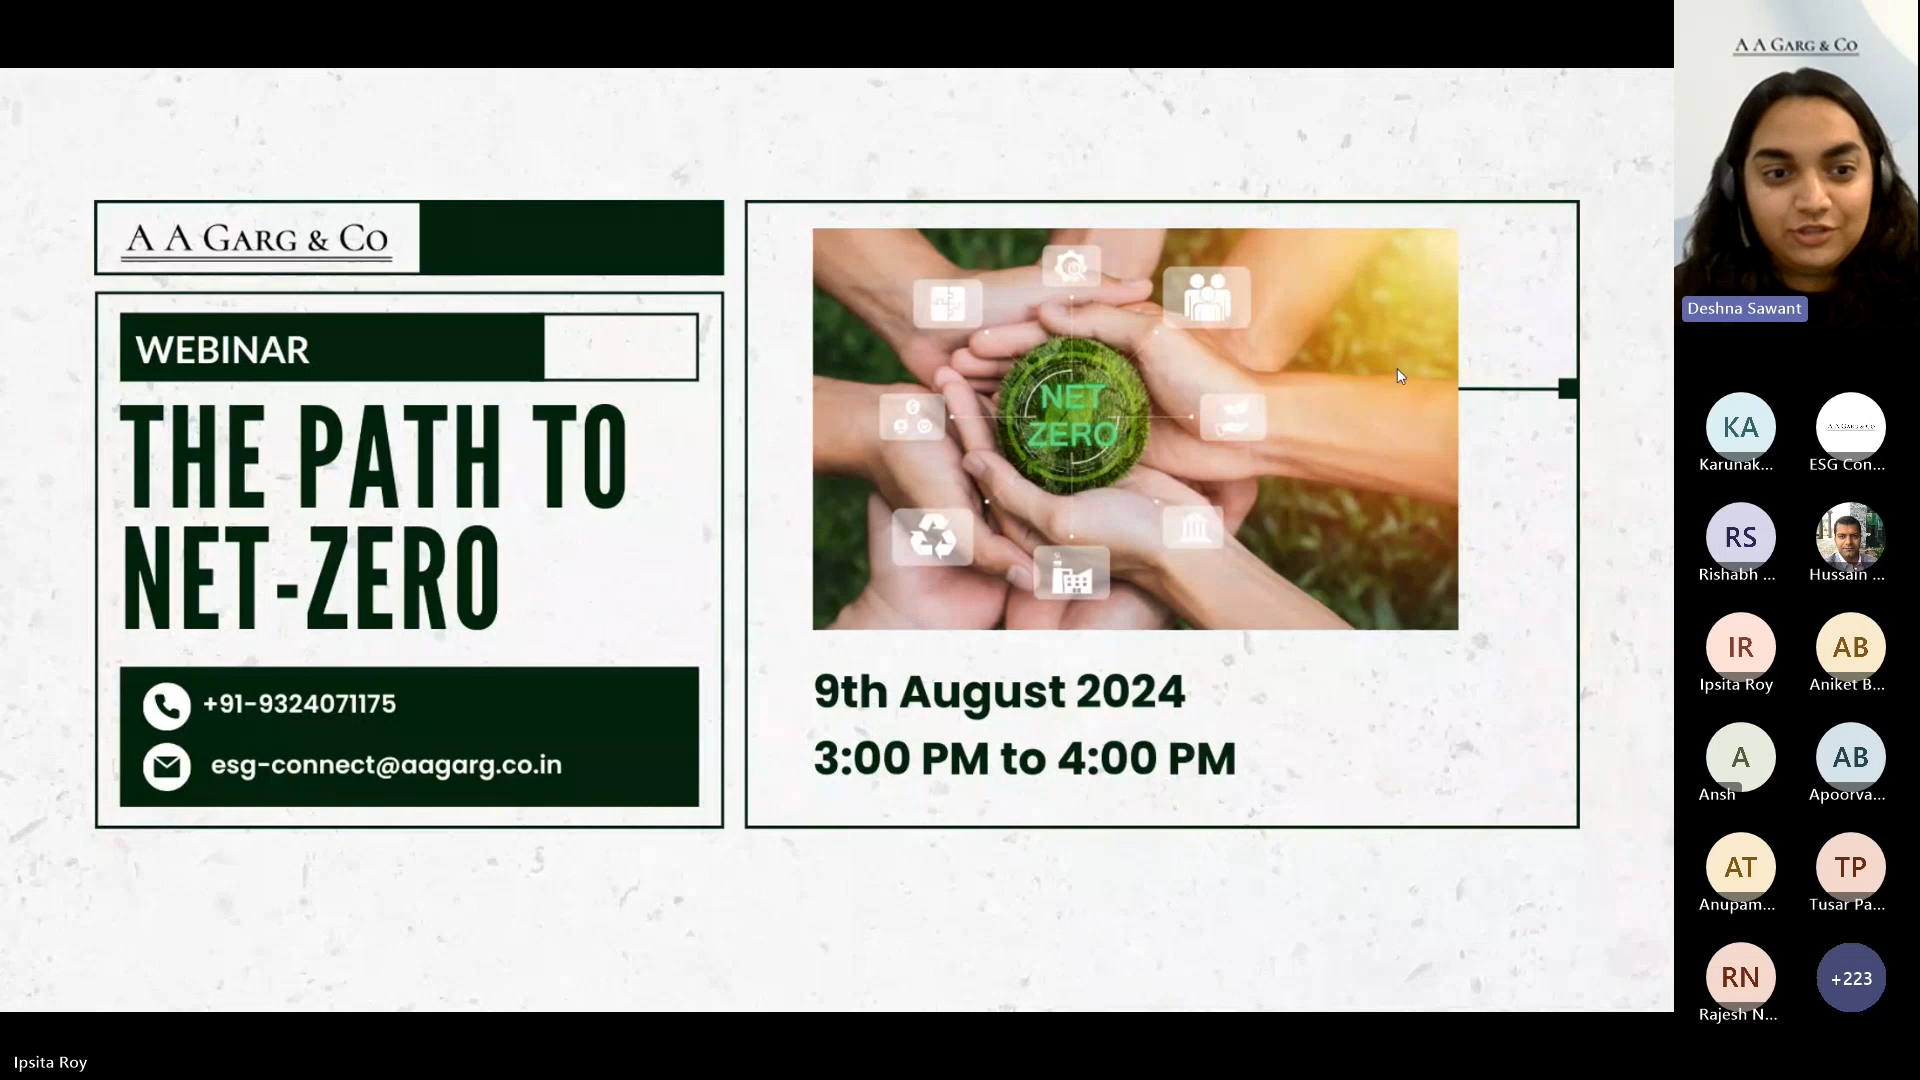 A A GARG & CO
WEBINAR
THE PATH TO
NET-ZERO
+91-9324071175
esg-connect@aagarg.co.in
NET
ZERO
9th August 2024
3:00 PM to 4:00 PM
A A GARG & CO
Deshna Sawant
KA
Karunak...
A A GARG & CO
ESG Con...
RS
Rishabh ...
Hussain ...
IR
Ipsita Roy
AB
Aniket B...
A
Ansh
AB
Apoorva...
AT
Anupam...
TP
Tusar Pa...
RN
Rajesh N...
+223
Ipsita Roy